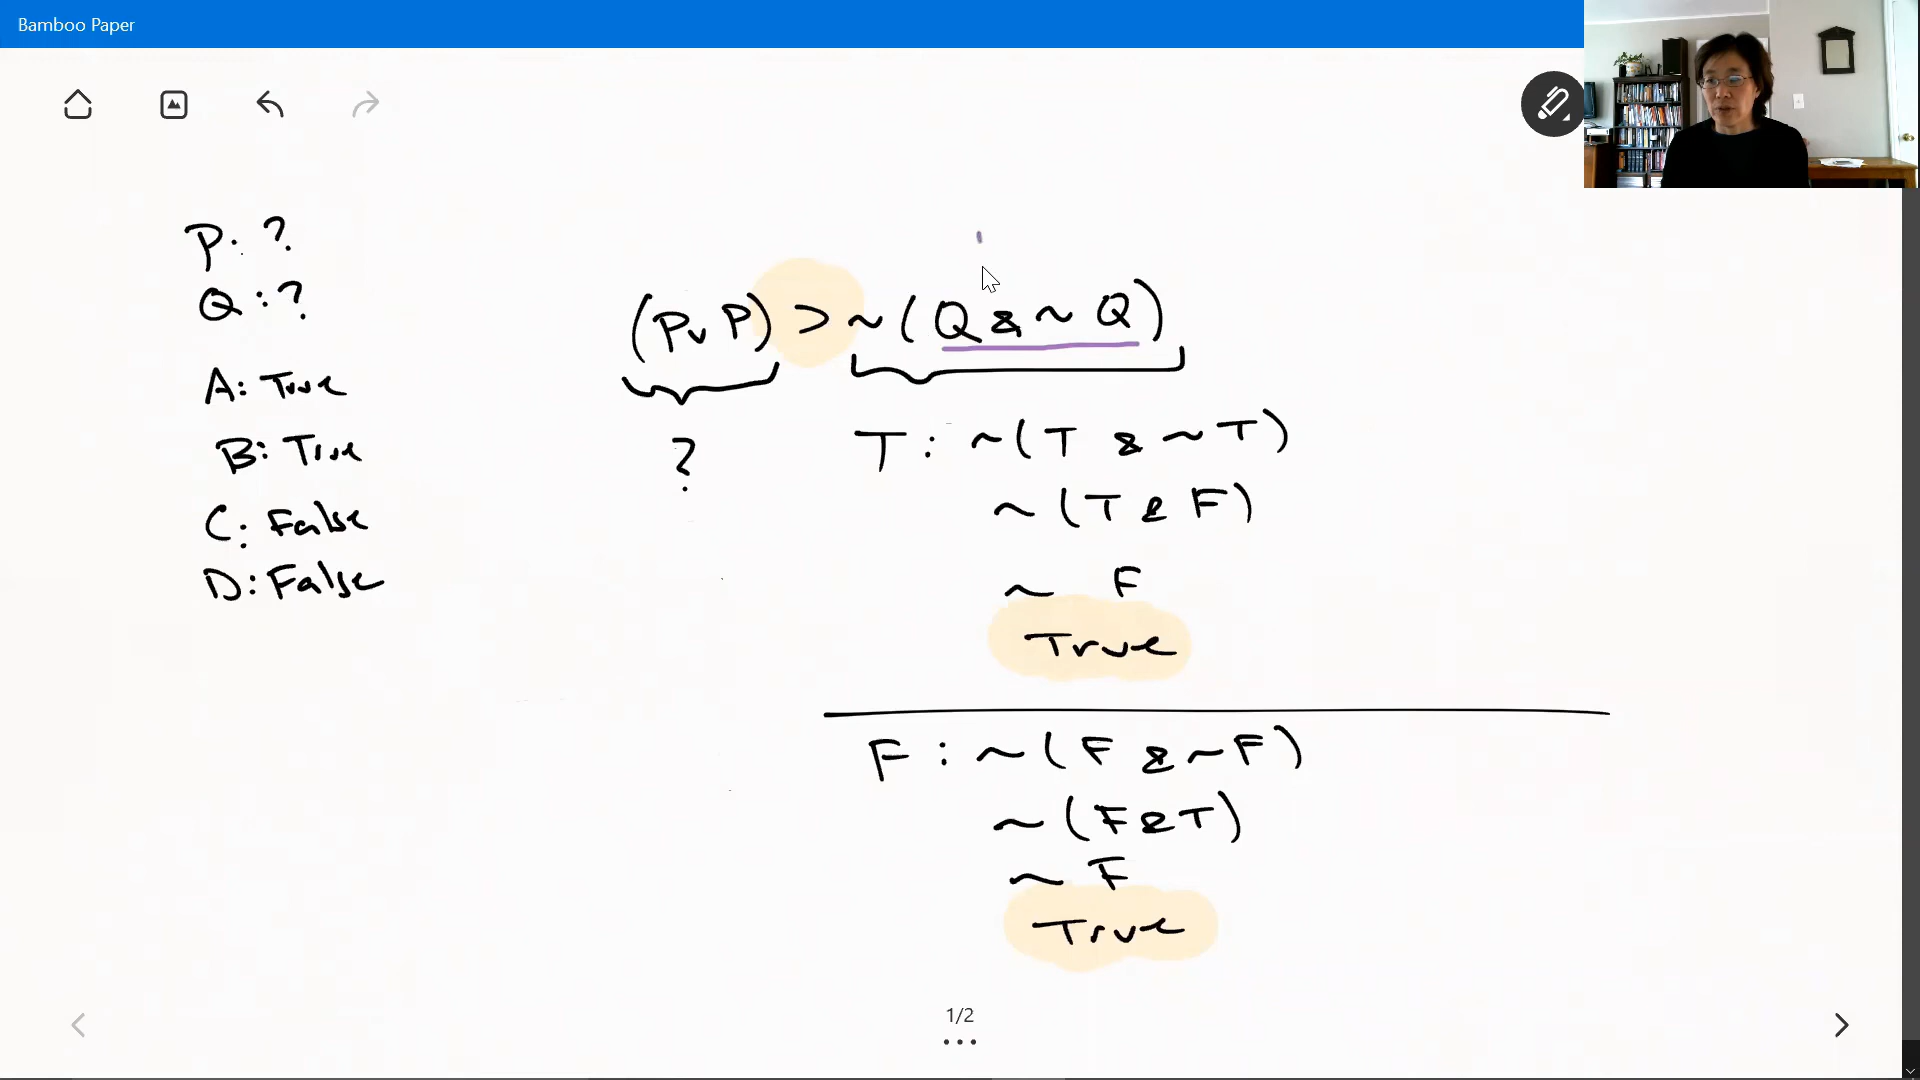 Bamboo Paper
P: ?
Q: ?
A: True
B: True
C: False
D: False
(P v P) > ~ (Q & ~ Q)
?
T: ~ (T & ~ T)
~ (T & F)
~ F
True
F: ~ (F & ~ F)
~ (F & T)
~ F
True
1/2